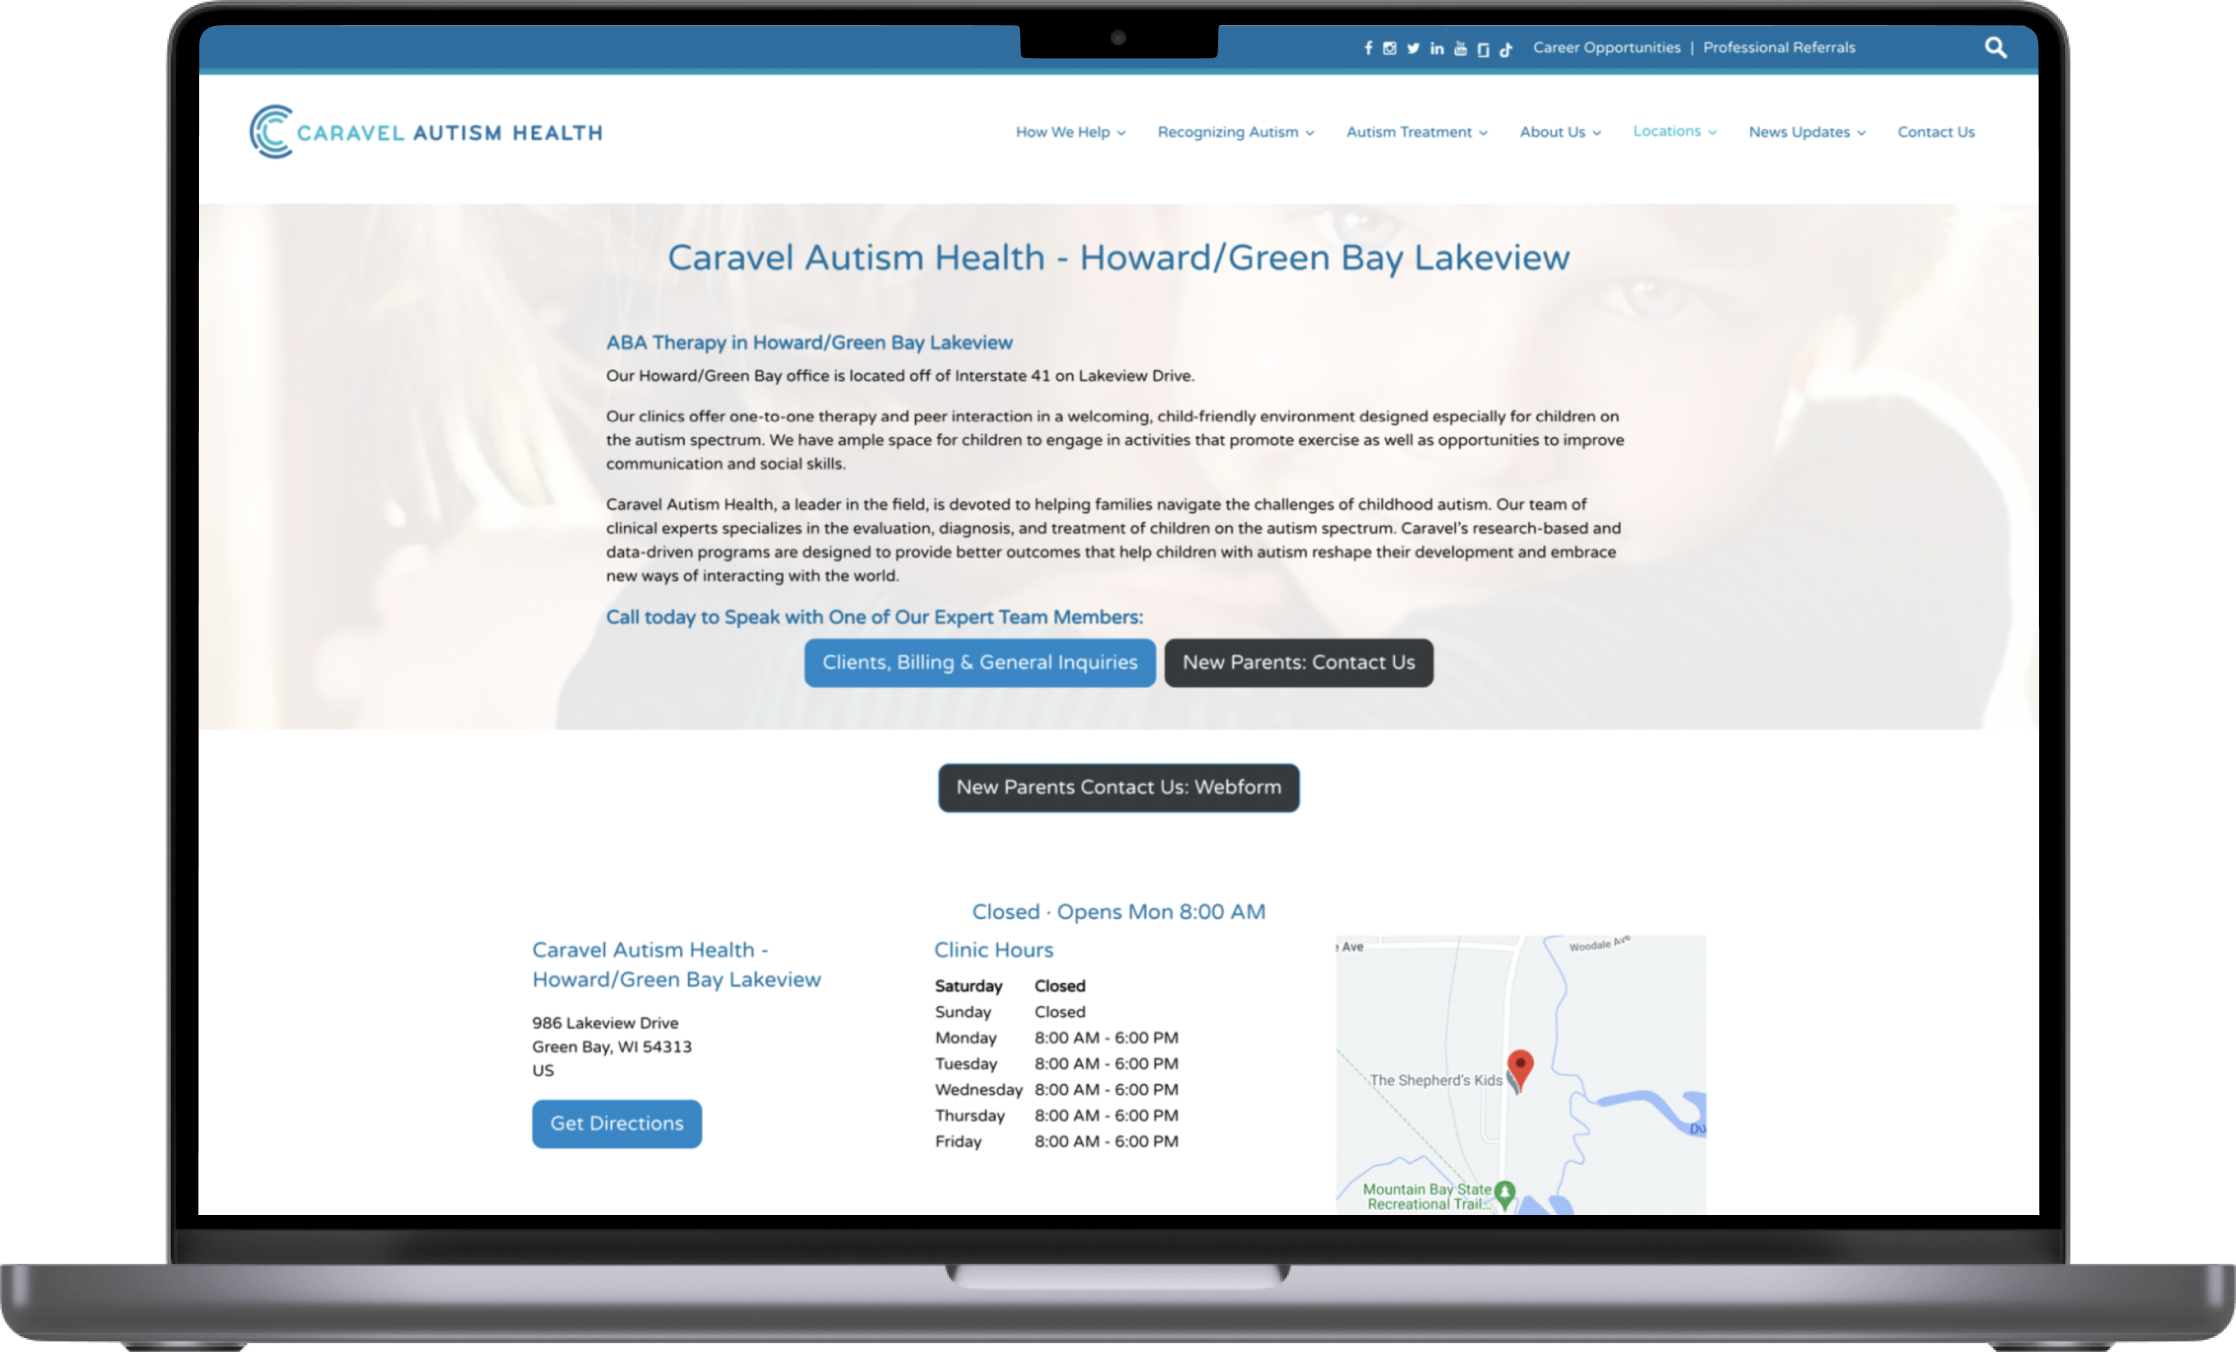 Career Opportunities | Professional Referrals
CARAVEL AUTISM HEALTH
How We Help
Recognizing Autism
Autism Treatment
About Us
Locations
News Updates
Contact Us
Caravel Autism Health - Howard/Green Bay Lakeview
ABA Therapy in Howard/Green Bay Lakeview
Our Howard/Green Bay office is located off of Interstate 41 on Lakeview Drive.
Our clinics offer one-to-one therapy and peer interaction in a welcoming, child-friendly environment designed especially for children on
the autism spectrum. We have ample space for children to engage in activities that promote exercise as well as opportunities to improve
communication and social skills.
Caravel Autism Health, a leader in the field, is devoted to helping families navigate the challenges of childhood autism. Our team of
clinical experts specializes in the evaluation, diagnosis, and treatment of children on the autism spectrum. Caravel's research-based and
data-driven programs are designed to provide better outcomes that help children with autism reshape their development and embrace
new ways of interacting with the world.
Call today to Speak with One of Our Expert Team Members:
Clients, Billing & General Inquiries
New Parents: Contact Us
New Parents Contact Us: Webform
Closed · Opens Mon 8:00 AM
Caravel Autism Health -
Howard/Green Bay Lakeview
986 Lakeview Drive
Green Bay, WI 54313
US
Get Directions
Clinic Hours
Saturday Closed
Sunday Closed
Monday 8:00 AM - 6:00 PM
Tuesday 8:00 AM - 6:00 PM
Wednesday 8:00 AM - 6:00 PM
Thursday 8:00 AM - 6:00 PM
Friday 8:00 AM - 6:00 PM
Ave
Woodale Ave
The Shepherd's Kids
Mountain Bay State
Recreational Trail...